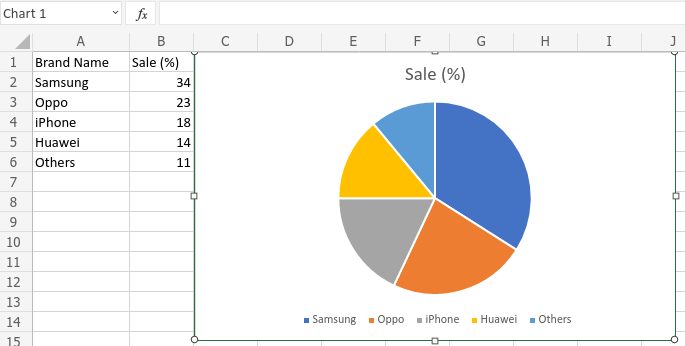 Chart 1 fx
A B C D E F G H I J
1 Brand Name Sale (%)
2 Samsung 34
3 Oppo 23
4 iPhone 18
5 Huawei 14
6 Others 11
7
8
9
10
11
12
13
14
15
Sale (%)
Samsung Oppo iPhone Huawei Others